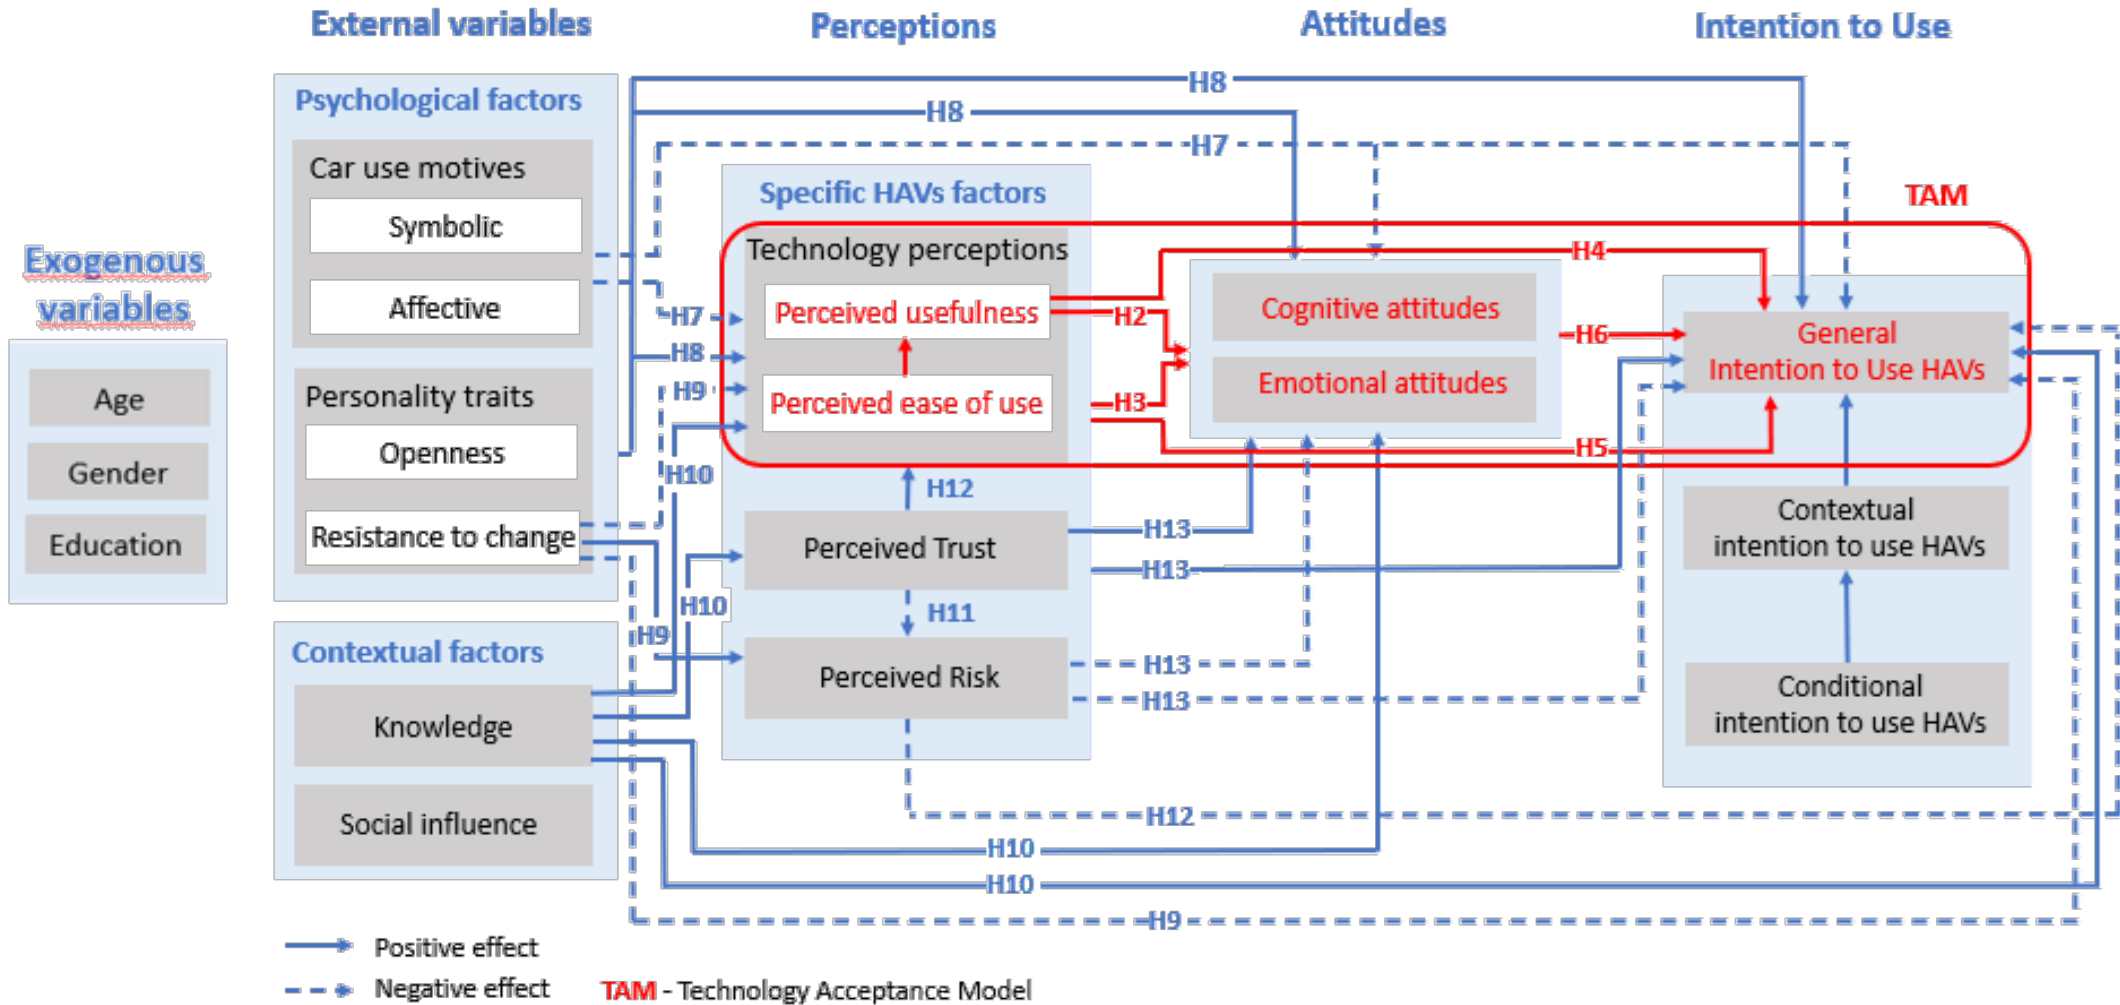 External variables
Perceptions
Attitudes
Intention to Use
Exogenous
variables
Age
Gender
Education
Psychological factors
Car use motives
Symbolic
Affective
Personality traits
Openness
Resistance to change
Contextual factors
Knowledge
Social influence
H8
H8
H7
H7
H8
H9
H10
H10
H9
Specific HAVs factors
Technology perceptions
Perceived usefulness
Perceived ease of use
H12
Perceived Trust
H11
Perceived Risk
TAM
H4
H2
H3
H5
H6
H13
H13
H13
H13
H12
H10
H10
H9
Cognitive attitudes
Emotional attitudes
General
Intention to Use HAVs
Contextual
intention to use HAVs
Conditional
intention to use HAVs
Positive effect
Negative effect
TAM - Technology Acceptance Model